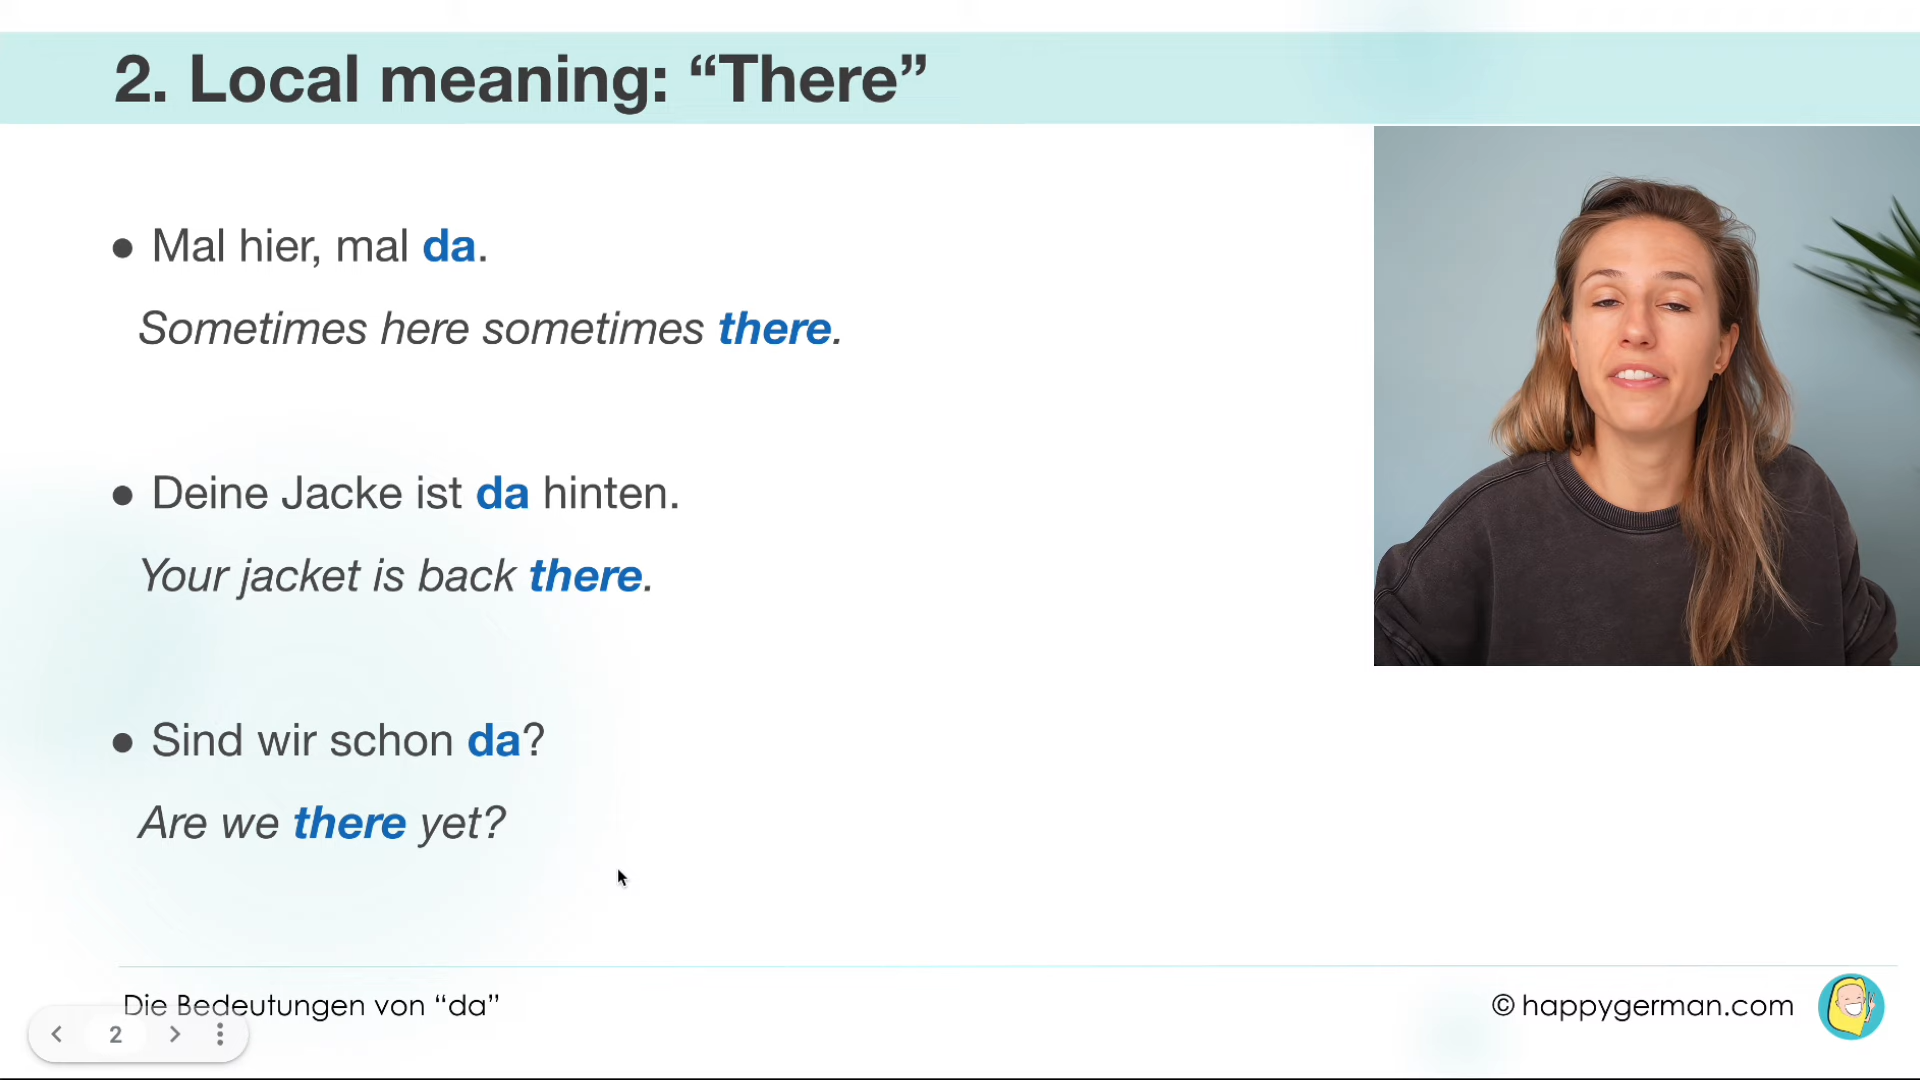 2. Local meaning: “There”
● Mal hier, mal da.
Sometimes here sometimes there.
● Deine Jacke ist da hinten.
Your jacket is back there.
● Sind wir schon da?
Are we there yet?
Die Bedeutungen von “da”
© happygerman.com
2